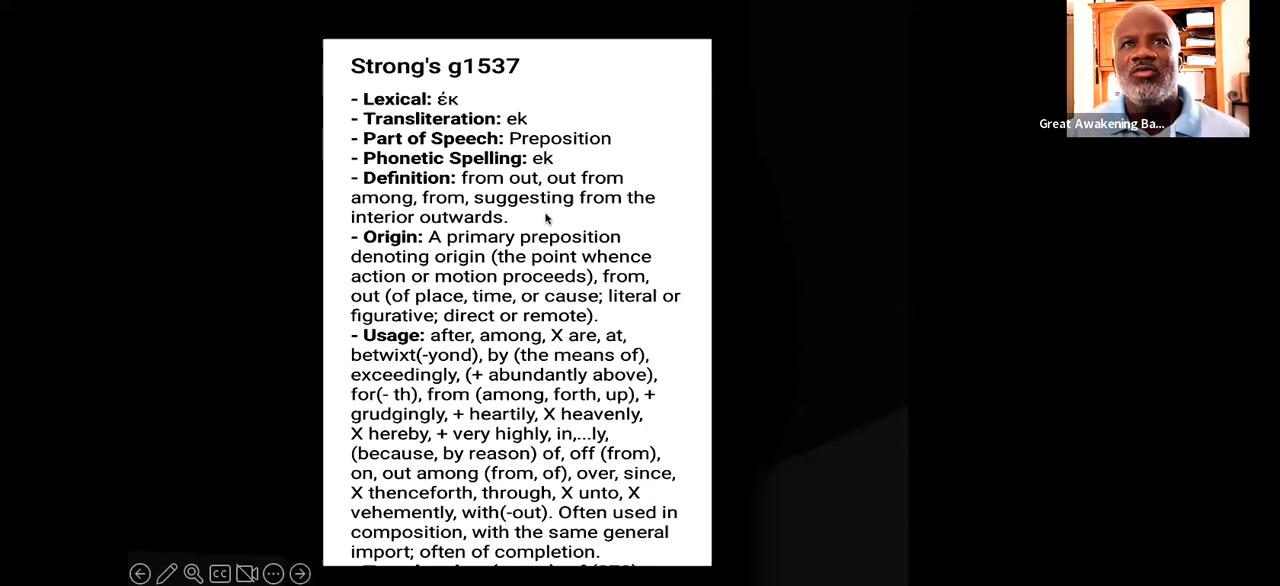 Strong's g1537
- Lexical: ἐκ
- Transliteration: ek
- Part of Speech: Preposition
- Phonetic Spelling: ek
- Definition: from out, out from
among, from, suggesting from the
interior outwards.
- Origin: A primary preposition
denoting origin (the point whence
action or motion proceeds), from,
out (of place, time, or cause; literal or
figurative; direct or remote).
- Usage: after, among, X are, at,
betwixt(-yond), by (the means of),
exceedingly, (+ abundantly above),
for(- th), from (among, forth, up), +
grudgingly, + heartily, X heavenly,
X hereby, + very highly, in,...ly,
(because, by reason) of, off (from),
on, out among (from, of), over, since,
X thenceforth, through, X unto, X
vehemently, with(-out). Often used in
composition, with the same general
import; often of completion.
Great Awakening Ba...
CC